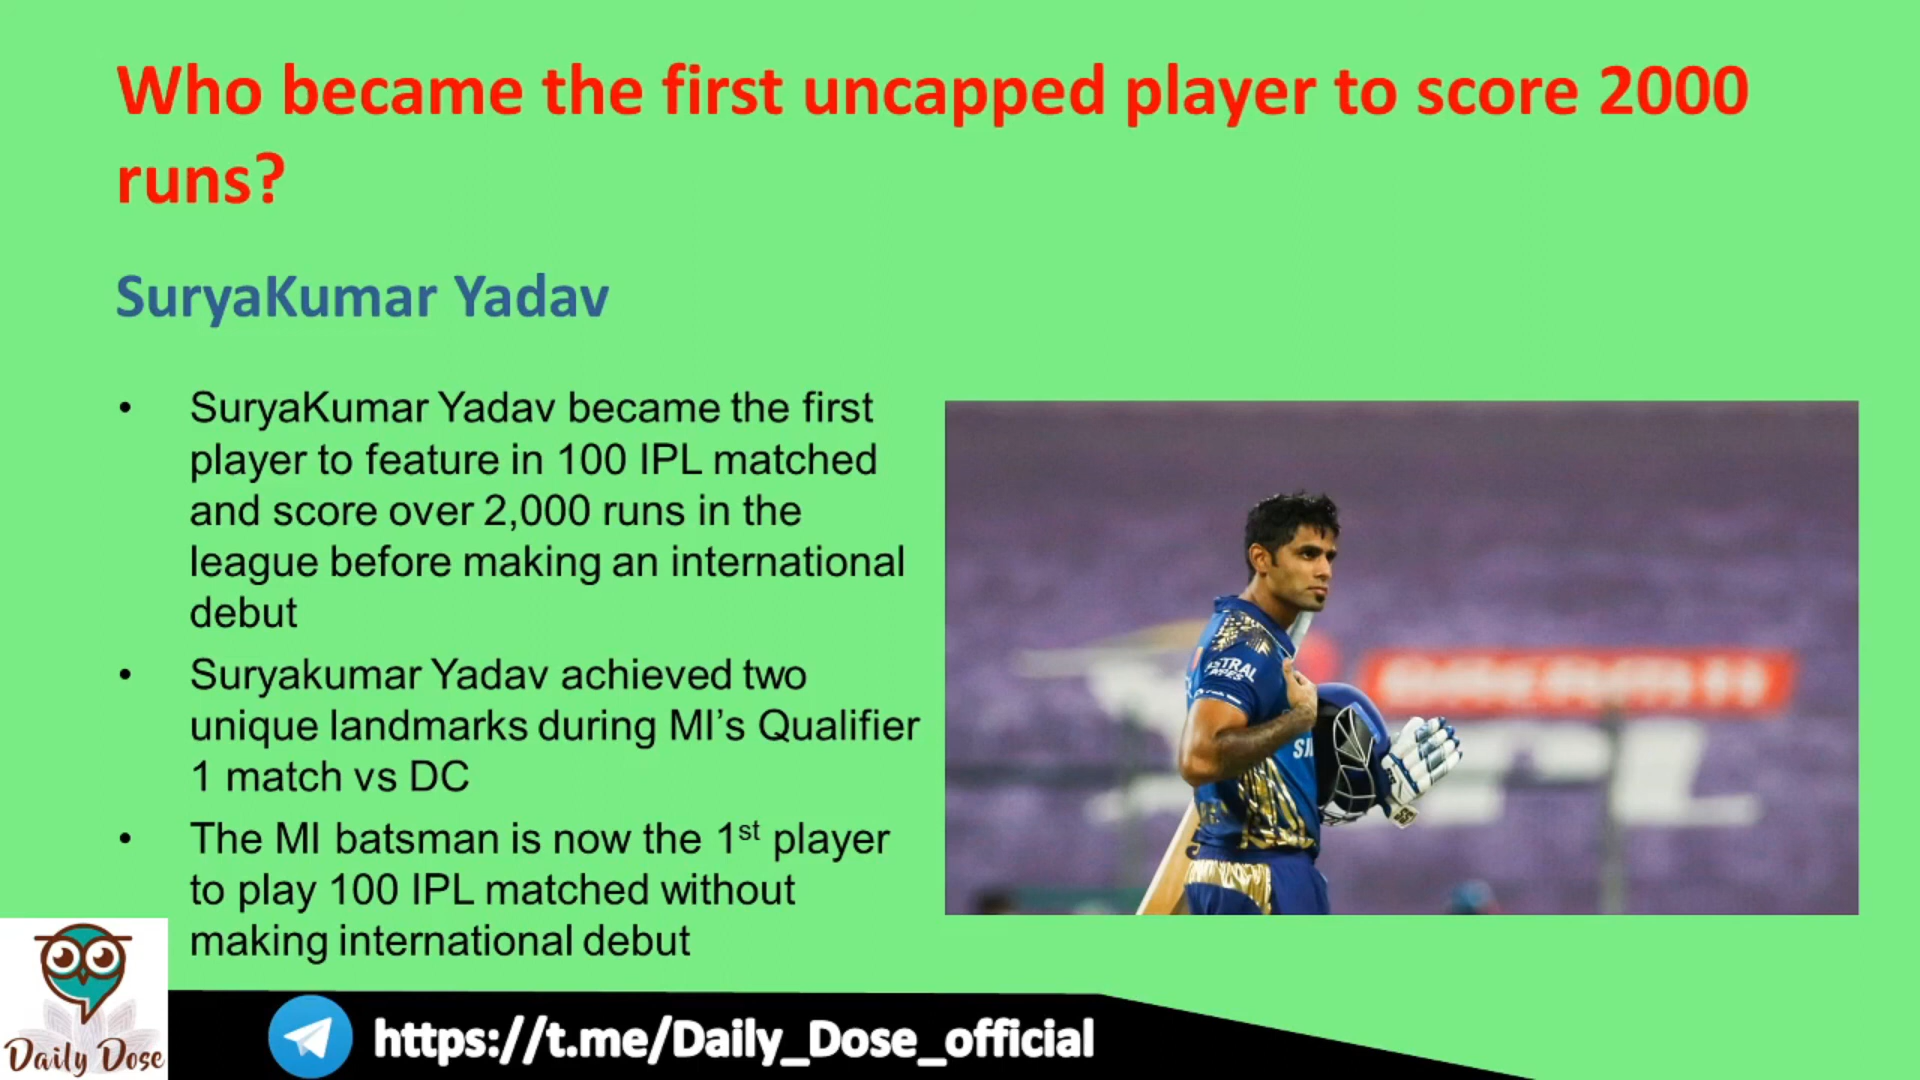 Who became the first uncapped player to score 2000
runs?
SuryaKumar Yadav
• SuryaKumar Yadav became the first
player to feature in 100 IPL matched
and score over 2,000 runs in the
league before making an international
debut
• Suryakumar Yadav achieved two
unique landmarks during MI’s Qualifier
1 match vs DC
• The MI batsman is now the 1st player
to play 100 IPL matched without
making international debut
Daily Dose
https://t.me/Daily_Dose_official